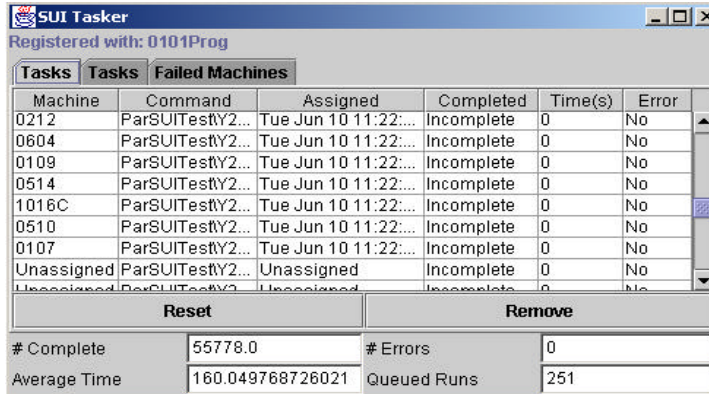 SUI Tasker
Registered with: 0101Prog
Tasks Tasks Failed Machines
Machine Command Assigned Completed Time(s) Error
0212 ParSUITest\Y2... Tue Jun 10 11:22:... Incomplete 0 No
0604 ParSUITest\Y2... Tue Jun 10 11:22:... Incomplete 0 No
0109 ParSUITest\Y2... Tue Jun 10 11:22:... Incomplete 0 No
0514 ParSUITest\Y2... Tue Jun 10 11:22:... Incomplete 0 No
1016C ParSUITest\Y2... Tue Jun 10 11:22:... Incomplete 0 No
0510 ParSUITest\Y2... Tue Jun 10 11:22:... Incomplete 0 No
0107 ParSUITest\Y2... Tue Jun 10 11:22:... Incomplete 0 No
Unassigned ParSUITest\Y2... Unassigned Incomplete 0 No
Reset Remove
# Complete 55778.0 # Errors 0
Average Time 160.049768726021 Queued Runs 251